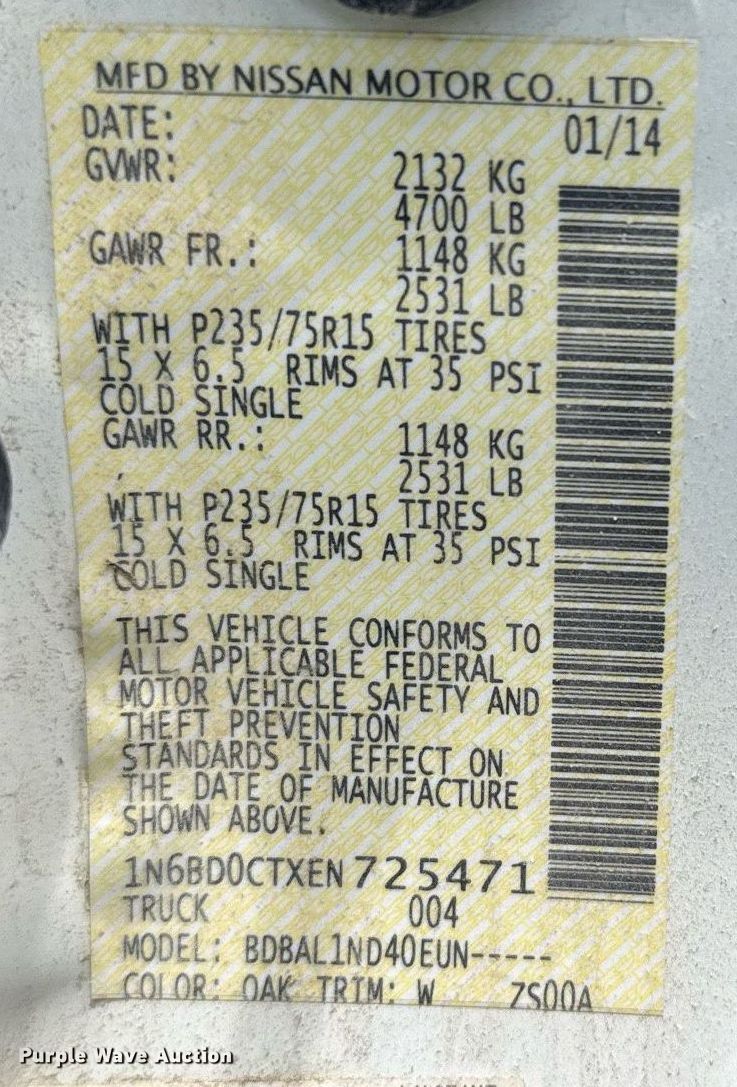 MFD BY NISSAN MOTOR CO., LTD.
DATE: 01/14
GVWR: 2132 KG
4700 LB
GAWR FR.: 1148 KG
2531 LB
WITH P235/75R15 TIRES
15 X 6.5 RIMS AT 35 PSI
COLD SINGLE
GAWR RR.: 1148 KG
2531 LB
WITH P235/75R15 TIRES
15 X 6.5 RIMS AT 35 PSI
COLD SINGLE
THIS VEHICLE CONFORMS TO
ALL APPLICABLE FEDERAL
MOTOR VEHICLE SAFETY AND
THEFT PREVENTION
STANDARDS IN EFFECT ON
THE DATE OF MANUFACTURE
SHOWN ABOVE.
1N6BD0CTXEN725471
TRUCK 004
MODEL: BDBAL1ND40EUN-----
COLOR: QAK TRIM: W ZS00A
Purple Wave Auction